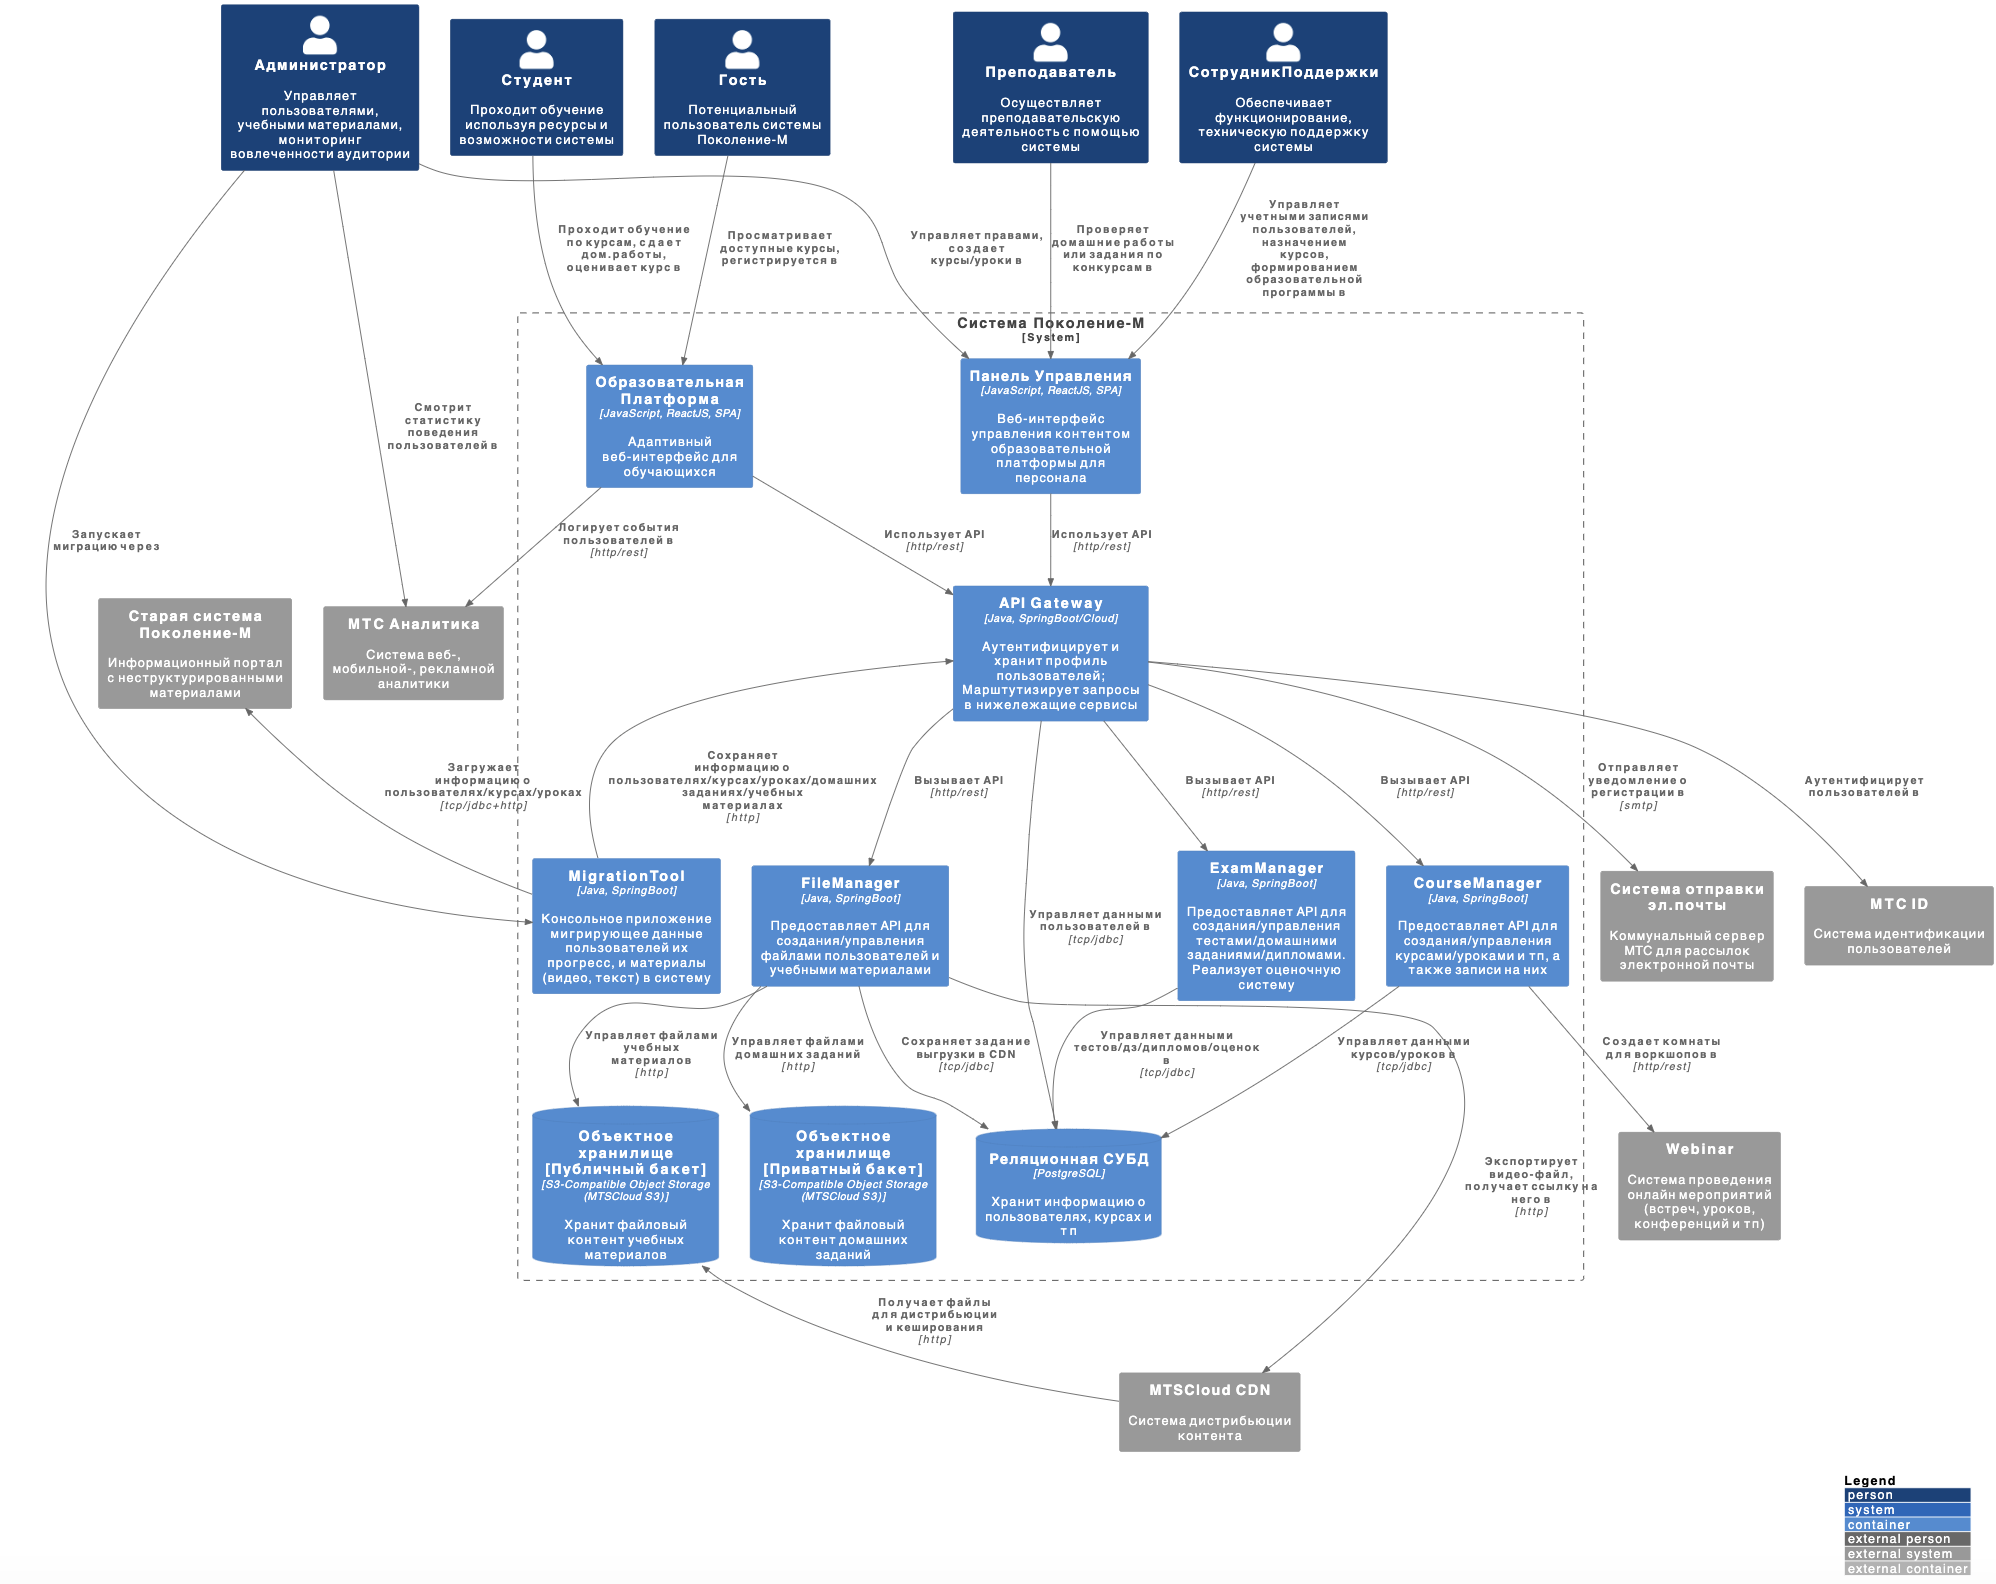 Администратор
Управляет
пользователями,
учебными материалами,
мониторинг
вовлеченности аудитории
Студент
Проходит обучение
используя ресурсы и
возможности системы
Гость
Потенциальный
пользователь системы
Поколение-М
Преподаватель
Осуществляет
преподавательскую
деятельность с помощью
системы
СотрудникПоддержки
Обеспечивает
функционирование,
техническую поддержку
системы
Проходит обучение
по курсам, сдает
дом.работы,
оценивает курс в
Просматривает
доступные курсы,
регистрируется в
Управляет правами,
создает
курсы/уроки в
Проверяет
домашние работы
или задания по
конкурсам в
Управляет
учетными записями
пользователей,
назначением
курсов,
формированием
образовательной
программы в
Система Поколение-М
[System]
Образовательная
Платформа
[JavaScript, ReactJS, SPA]
Адаптивный
веб-интерфейс для
обучающихся
Панель Управления
[JavaScript, ReactJS, SPA]
Веб-интерфейс
управления контентом
образовательной
платформы для
персонала
Смотрит
статистику
поведения
пользователей в
Запускает
миграцию через
Логирует события
пользователей в
[http/rest]
Использует API
[http/rest]
Использует API
[http/rest]
Старая система
Поколение-М
Информационный портал
с неструктурированными
материалами
МТС Аналитика
Система веб-,
мобильной-, рекламной
аналитики
API Gateway
[Java, SpringBoot/Cloud]
Аутентифицирует и
хранит профиль
пользователей;
Марштутизирует запросы
в нижележащие сервисы
Загружает
информацию о
пользователях/курсах/уроках
[tcp/jdbc+http]
Сохраняет
информацию о
пользователях/курсах/уроках/домашних
заданиях/учебных
материалах
[http]
Вызывает API
[http/rest]
Вызывает API
[http/rest]
Вызывает API
[http/rest]
Отправляет
уведомление о
регистрации в
[smtp]
Аутентифицирует
пользователей в
MigrationTool
[Java, SpringBoot]
Консольное приложение
мигрирующее данные
пользователей их
прогресс, и материалы
(видео, текст) в систему
FileManager
[Java, SpringBoot]
Предоставляет API для
создания/управления
файлами пользователей и
учебными материалами
Управляет данными
пользователей в
[tcp/jdbc]
ExamManager
[Java, SpringBoot]
Предоставляет API для
создания/управления
тестами/домашними
заданиями/дипломами.
Реализует оценочную
систему
CourseManager
[Java, SpringBoot]
Предоставляет API для
создания/управления
курсами/уроками и тп, а
также записи на них
Система отправки
эл.почты
Коммунальный сервер
МТС для рассылок
электронной почты
МТС ID
Система идентификации
пользователей
Управляет файлами
учебных
материалов
[http]
Управляет файлами
домашних заданий
[http]
Сохраняет задание
выгрузки в CDN
[tcp/jdbc]
Управляет данными
тестов/дз/дипломов/оценок
в
[tcp/jdbc]
Управляет данными
курсов/уроков в
[tcp/jdbc]
Создает комнаты
для воркшопов в
[http/rest]
Объектное
хранилище
[Публичный бакет]
[S3-Compatible Object Storage
(MTSCloud S3)]
Хранит файловый
контент учебных
материалов
Объектное
хранилище
[Приватный бакет]
[S3-Compatible Object Storage
(MTSCloud S3)]
Хранит файловый
контент домашних
заданий
Реляционная СУБД
[PostgreSQL]
Хранит информацию о
пользователях, курсах и
тп
Экспортирует
видео-файл,
получает ссылку на
него в
[http]
Webinar
Система проведения
онлайн мероприятий
(встреч, уроков,
конференций и тп)
Получает файлы
для дистрибьюции
и кеширования
[http]
MTSCloud CDN
Система дистрибьюции
контента
Legend
person
system
container
external person
external system
external container